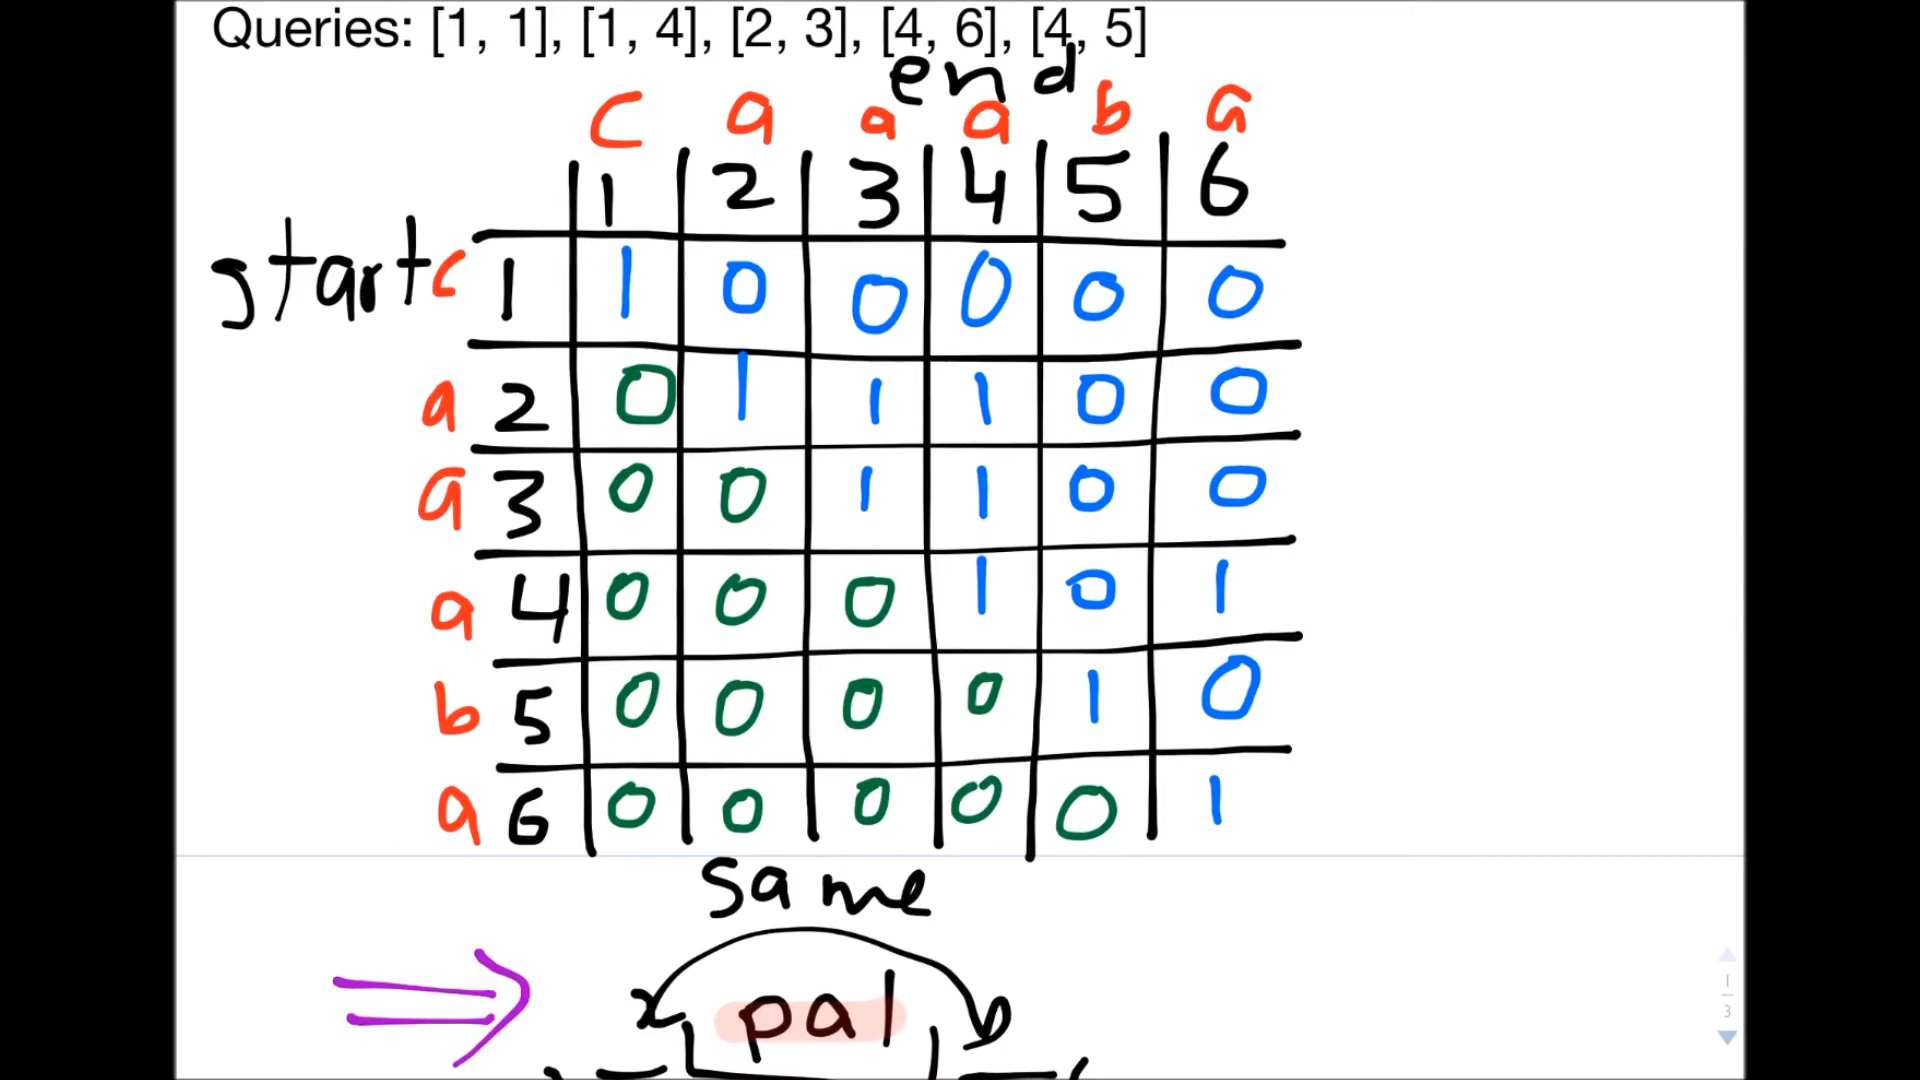 Queries: [1, 1], [1, 4], [2, 3], [4, 6], [4, 5]
end
c a a a b a
1 2 3 4 5 6
start c 1 1 0 0 0 0 0
a 2 0 1 1 1 0 0
a 3 0 0 1 1 0 0
a 4 0 0 0 1 0 1
b 5 0 0 0 0 1 0
a 6 0 0 0 0 0 1
same
pal
1
3